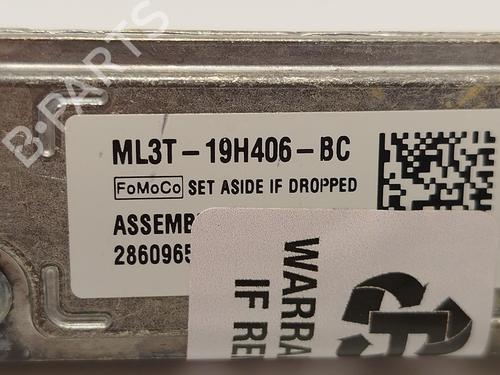 B-PARTS
ML3T-19H406-BC
FoMoCo SET ASIDE IF DROPPED
ASSEMB
2860965
WARRA
IF RE